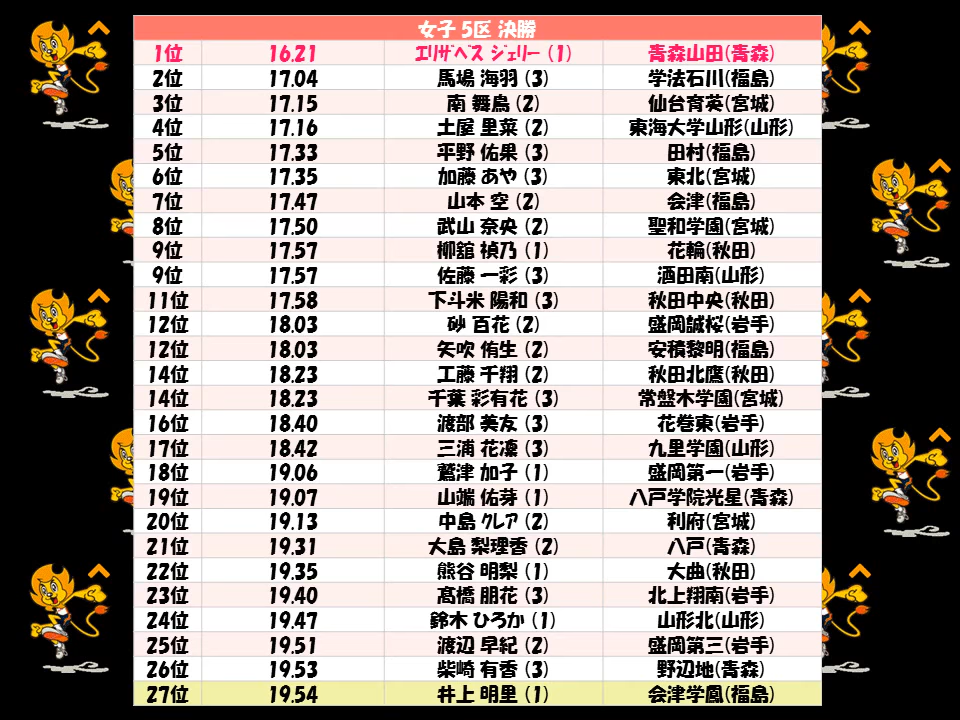 女子 5区 決勝
1位 16.21 エリザベス ジェリー (1) 青森山田(青森)
2位 17.04 馬場 海羽 (3) 学法石川(福島)
3位 17.15 南 舞鳥 (2) 仙台育英(宮城)
4位 17.16 土屋 里菜 (2) 東海大学山形(山形)
5位 17.33 平野 佑果 (3) 田村(福島)
6位 17.35 加藤 あや (3) 東北(宮城)
7位 17.47 山本 空 (2) 会津(福島)
8位 17.50 武山 奈央 (2) 聖和学園(宮城)
9位 17.57 柳舘 禎乃 (1) 花輪(秋田)
9位 17.57 佐藤 一彩 (3) 酒田南(山形)
11位 17.58 下斗米 陽和 (3) 秋田中央(秋田)
12位 18.03 砂 百花 (2) 盛岡誠桜(岩手)
12位 18.03 矢吹 侑生 (2) 安積黎明(福島)
14位 18.23 工藤 千翔 (2) 秋田北鷹(秋田)
14位 18.23 千葉 彩有花 (3) 常盤木学園(宮城)
16位 18.40 渡部 美友 (3) 花巻東(岩手)
17位 18.42 三浦 花凜 (3) 九里学園(山形)
18位 19.06 鷲津 加子 (1) 盛岡第一(岩手)
19位 19.07 山端 佑芽 (1) 八戸学院光星(青森)
20位 19.13 中島 クレア (2) 利府(宮城)
21位 19.31 大島 梨理香 (2) 八戸(青森)
22位 19.35 熊谷 明梨 (1) 大曲(秋田)
23位 19.40 髙橋 朋花 (3) 北上翔南(岩手)
24位 19.47 鈴木 ひろか (1) 山形北(山形)
25位 19.51 渡辺 早紀 (2) 盛岡第三(岩手)
26位 19.53 柴崎 有香 (3) 野辺地(青森)
27位 19.54 井上 明里 (1) 会津学鳳(福島)